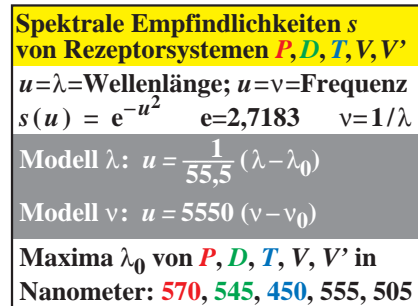 Spektrale Empfindlichkeiten s
von Rezeptorsystemen P, D, T, V, V’
u=λ=Wellenlänge; u=ν=Frequenz
s(u) = e^{-u^2} e=2,7183 ν=1/λ
Modell λ: u = 1/55,5 (λ–λ0)
Modell ν: u = 5550 (ν–ν0)
Maxima λ0 von P, D, T, V, V’ in
Nanometer: 570, 545, 450, 555, 505